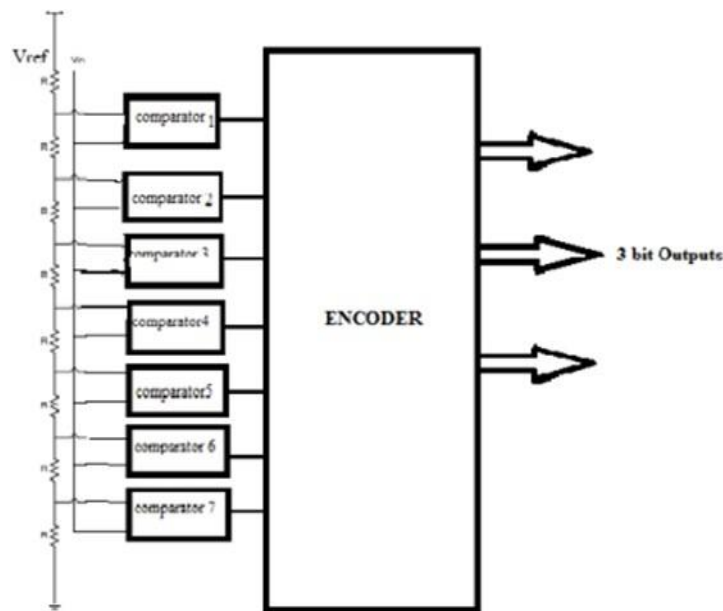 Vref
Vin
R
comparator 1
R
comparator 2
R
comparator 3
R
comparator4
R
comparator5
R
comparator 6
R
comparator 7
R
ENCODER
3 bit Outputs